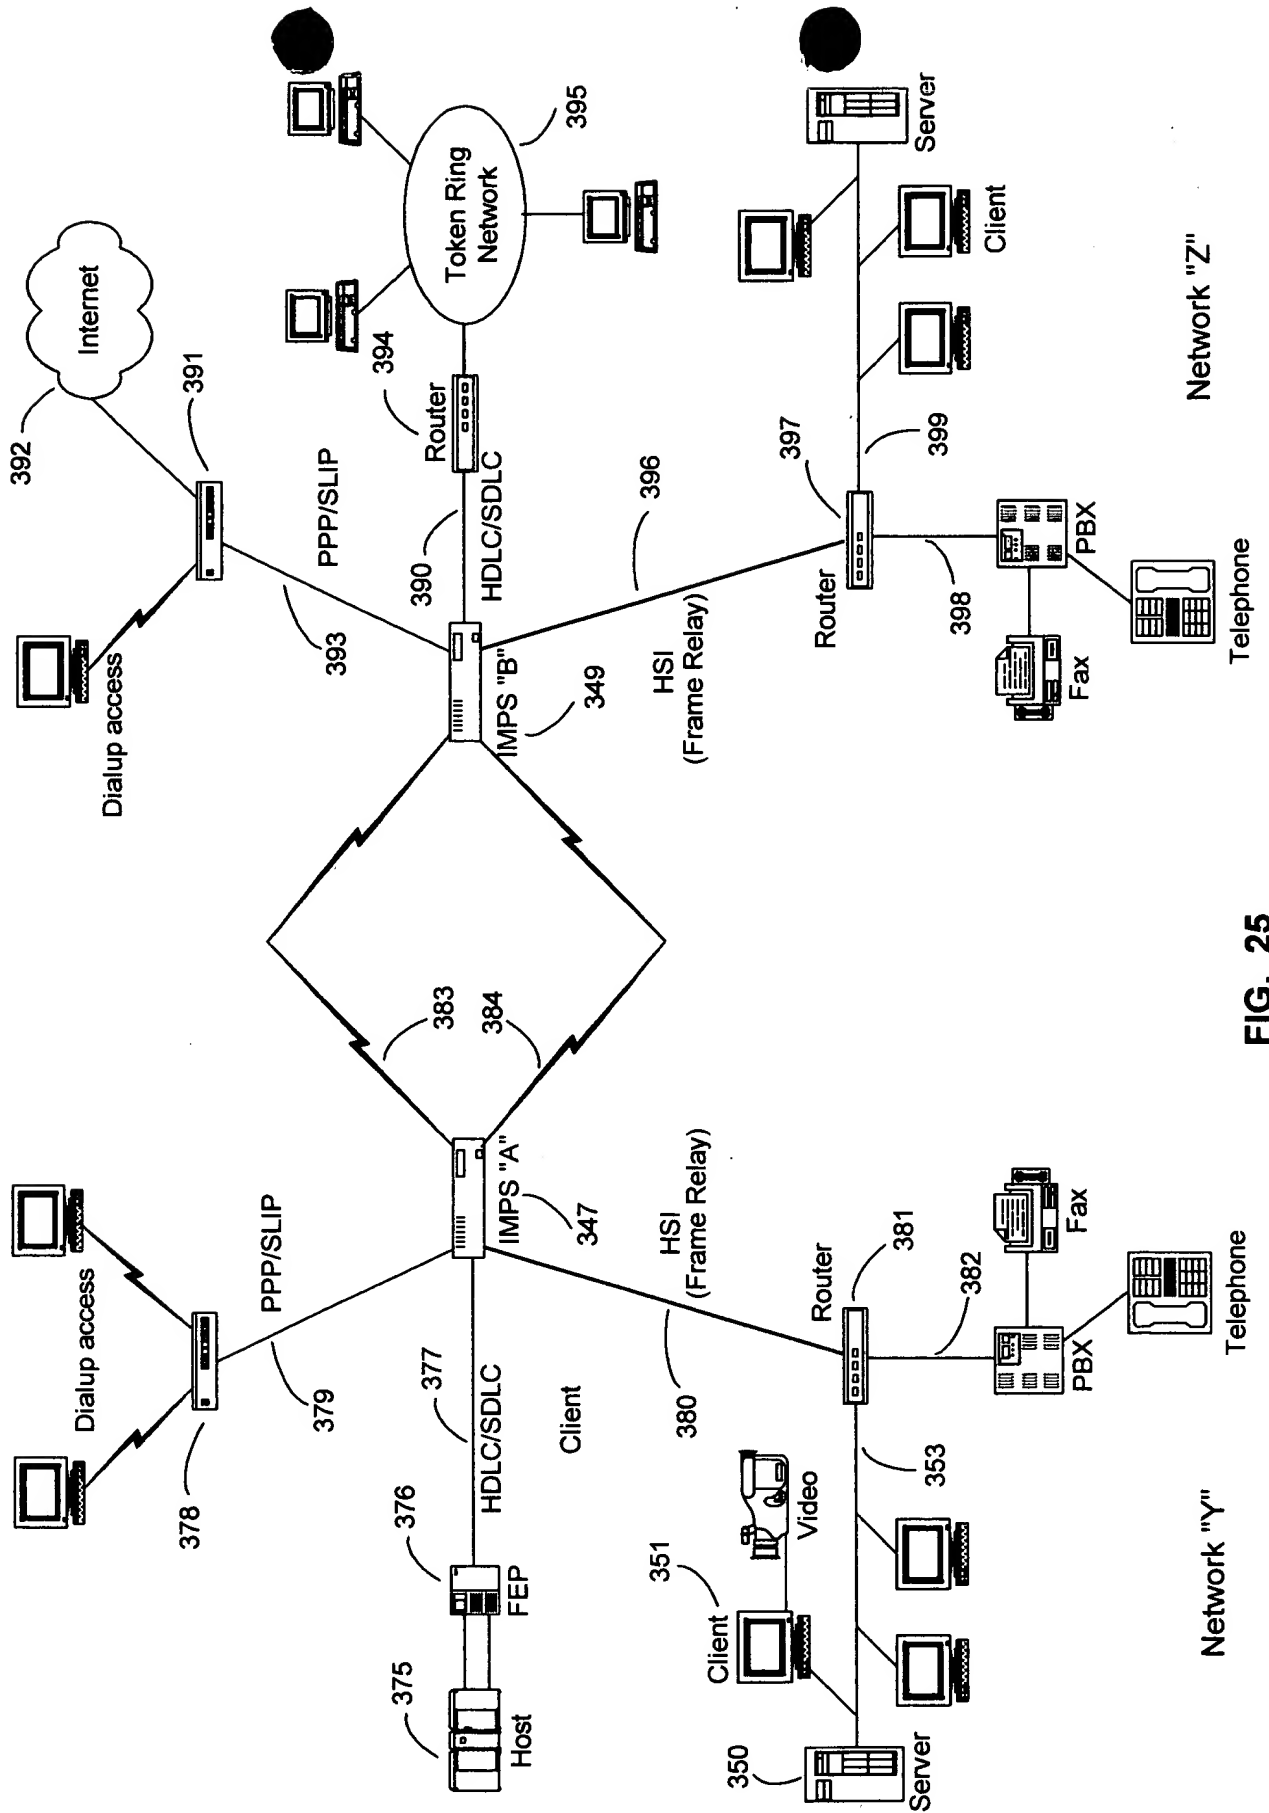 392
Internet
Dialup access
Dialup access
378
391
PPP/SLIP
PPP/SLIP
379
393
375
376
377
383
390
394
Router
395
Token Ring
Network
Host
FEP
HDLC/SDLC
IMPS "A"
384
IMPS "B"
HDLC/SDLC
347
349
Client
351
380
HSI
(Frame Relay)
HSI
(Frame Relay)
396
350
Client
Video
Router
381
Router
397
Server
353
382
398
399
Server
Client
PBX
Fax
Fax
PBX
Network "Y"
Telephone
Telephone
Network "Z"
FIG. 25